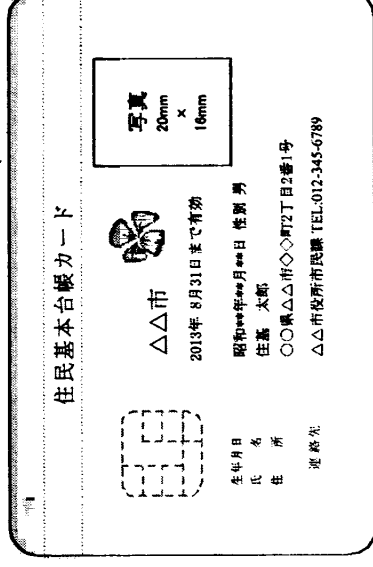 住民基本台帳カード
写真
20mm
×
16mm
△△市
2013年 8月31日まで有効
生年月日 昭和**年**月**日 性別 男
氏 名 住基 太郎
住 所 〇〇県△△市◇◇町2丁目2番1号
連絡先 △△市役所市民課 TEL:012-345-6789